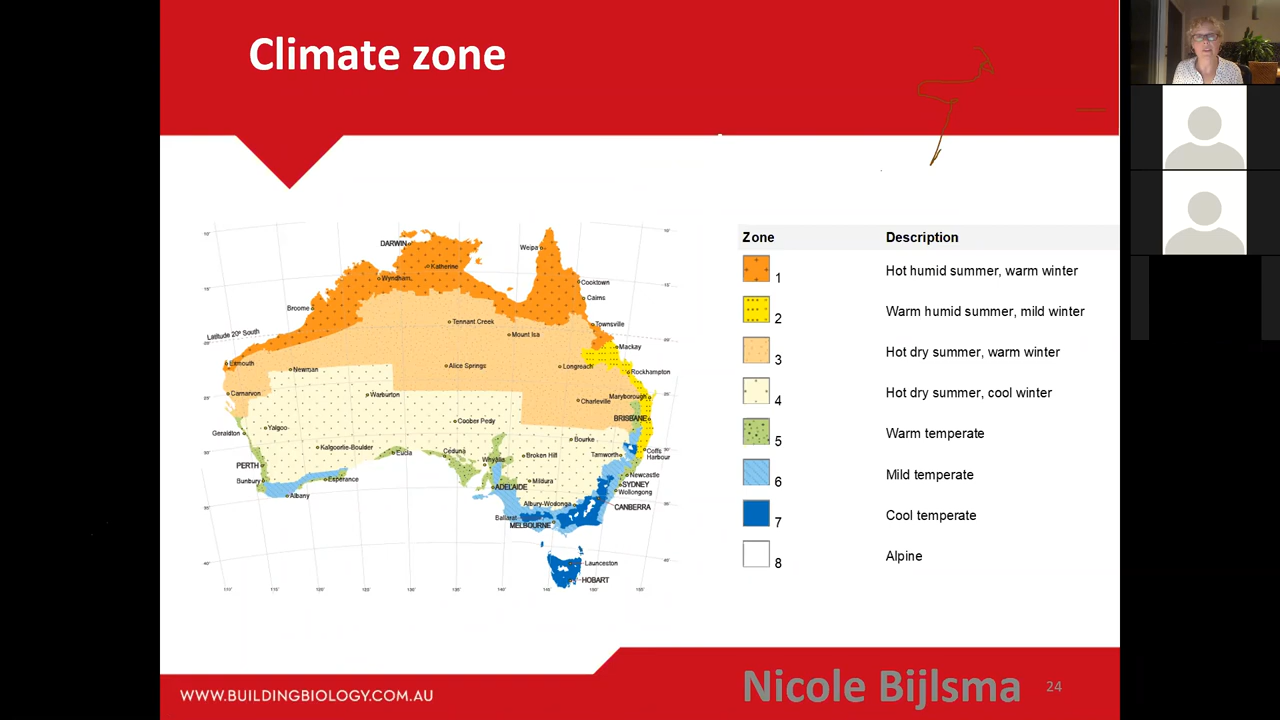 Climate zone
Zone Description
1 Hot humid summer, warm winter
2 Warm humid summer, mild winter
3 Hot dry summer, warm winter
4 Hot dry summer, cool winter
5 Warm temperate
6 Mild temperate
7 Cool temperate
8 Alpine
DARWIN
Weipa
Katherine
Wyndham
Cooktown
Cairns
Broome
Tennant Creek
Townsville
Latitude 20° South
Mount Isa
Mackay
Exmouth
Newman
Alice Springs
Longreach
Rockhampton
Carnarvon
Warburton
Charleville
Maryborough
BRISBANE
Geraldton
Yalgoo
Coober Pedy
Bourke
Kalgoorlie-Boulder
Eucla
Ceduna
Whyalla
Broken Hill
Tamworth
Coffs
Harbour
PERTH
Bunbury
Esperance
Albany
ADELAIDE
Mildura
Newcastle
SYDNEY
Wollongong
Albury-Wodonga
CANBERRA
Ballarat
MELBOURNE
Launceston
HOBART
WWW.BUILDINGBIOLOGY.COM.AU
Nicole Bijlsma 24